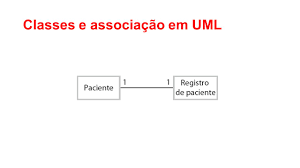 Classes e associação em UML
Paciente 1 1 Registro
de paciente